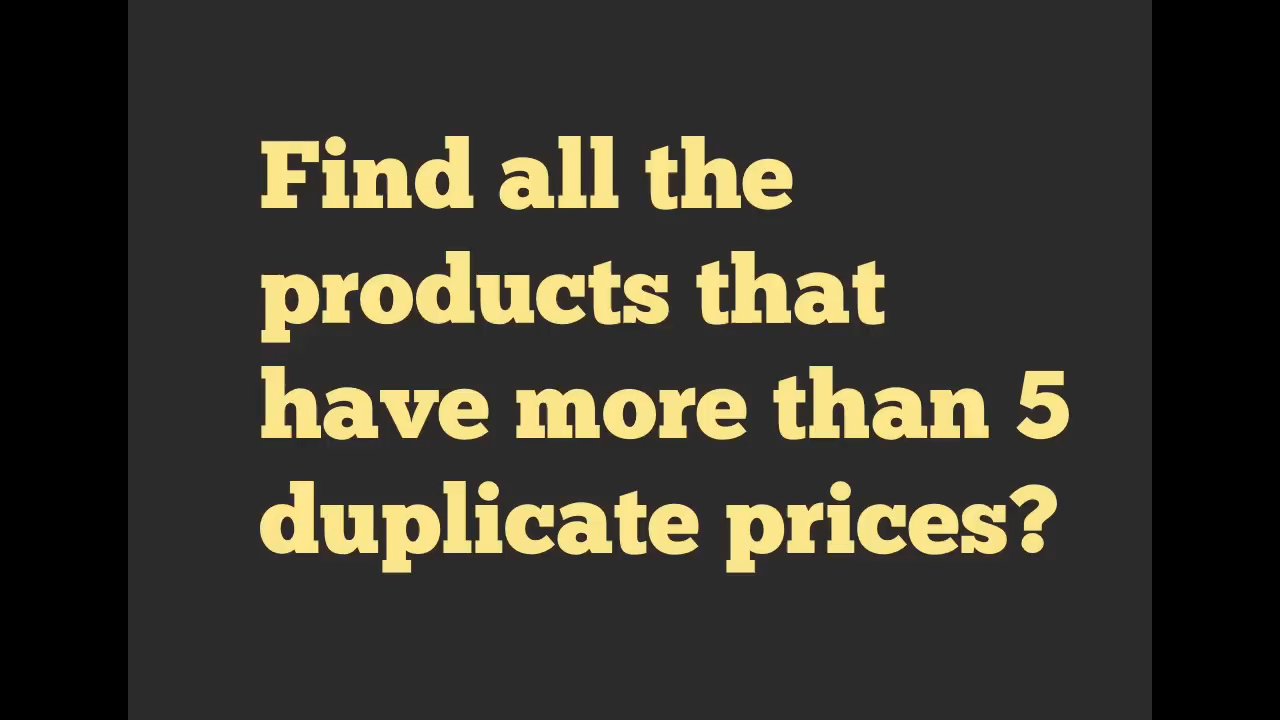 Find all the
products that
have more than 5
duplicate prices?